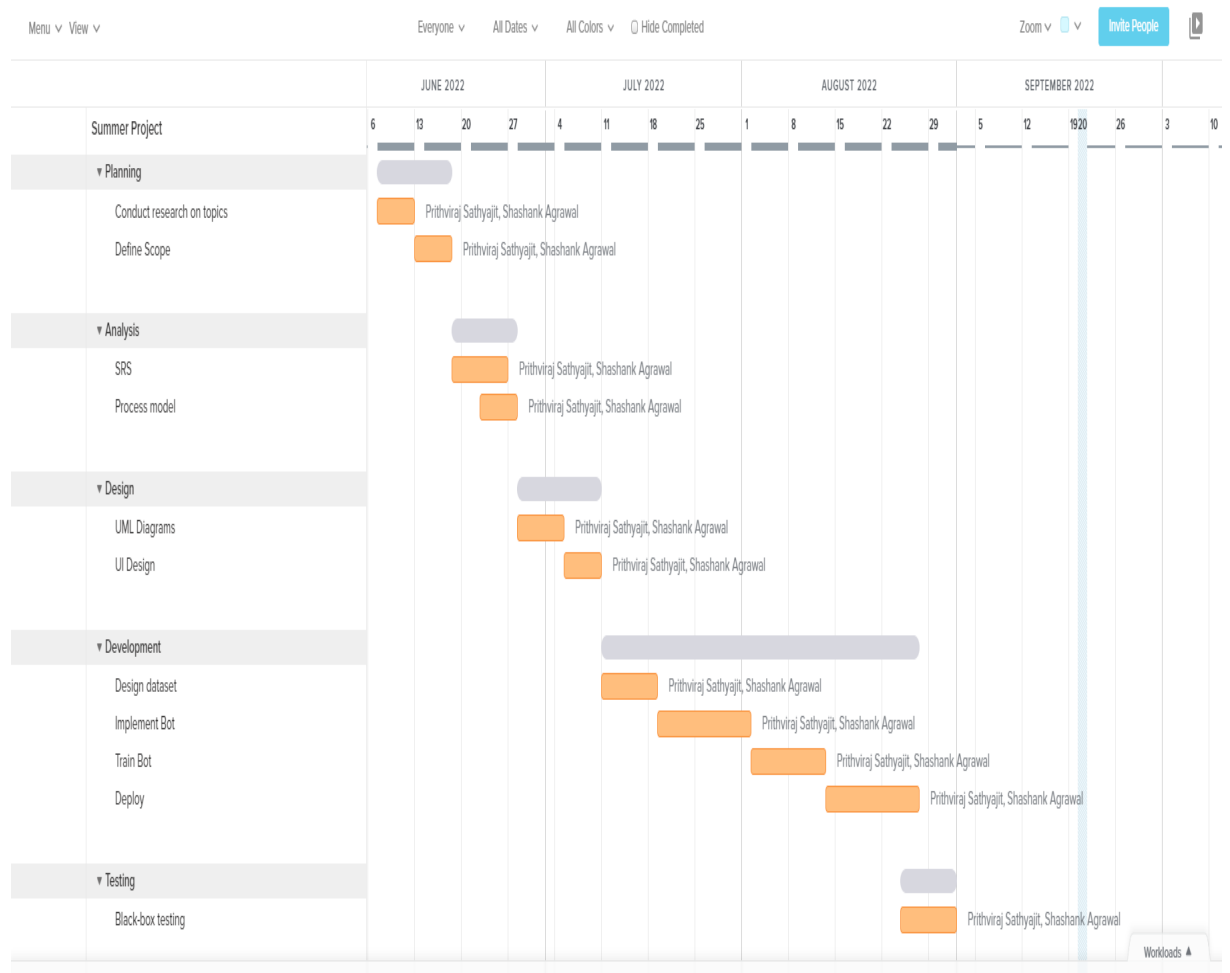 Menu View Everyone All Dates All Colors Hide Completed Zoom Invite People
JUNE 2022 JULY 2022 AUGUST 2022 SEPTEMBER 2022
Summer Project 6 13 20 27 4 11 18 25 1 8 15 22 29 5 12 19 20 26 3 10
Planning
Conduct research on topics Prithviraj Sathyajit, Shashank Agrawal
Define Scope Prithviraj Sathyajit, Shashank Agrawal
Analysis
SRS Prithviraj Sathyajit, Shashank Agrawal
Process model Prithviraj Sathyajit, Shashank Agrawal
Design
UML Diagrams Prithviraj Sathyajit, Shashank Agrawal
UI Design Prithviraj Sathyajit, Shashank Agrawal
Development
Design dataset Prithviraj Sathyajit, Shashank Agrawal
Implement Bot Prithviraj Sathyajit, Shashank Agrawal
Train Bot Prithviraj Sathyajit, Shashank Agrawal
Deploy Prithviraj Sathyajit, Shashank Agrawal
Testing
Black-box testing Prithviraj Sathyajit, Shashank Agrawal
Workloads